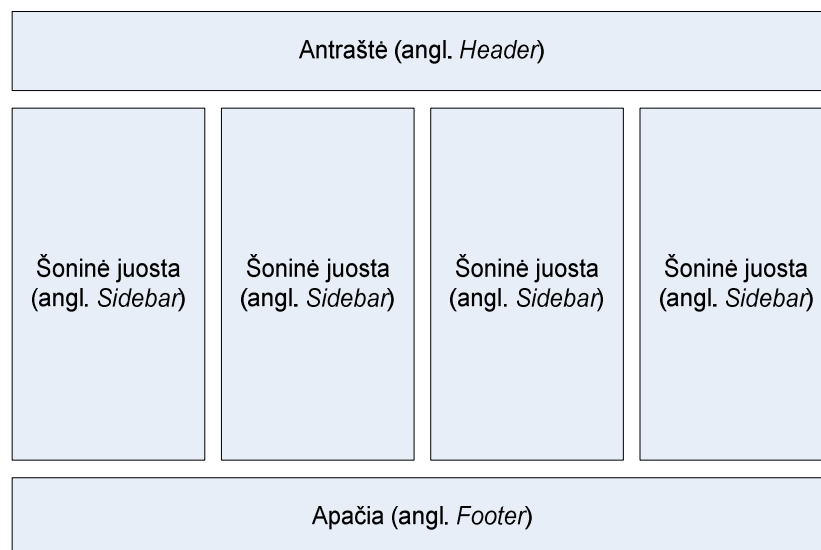 Antraštė (angl. Header)
Šoninė juosta
(angl. Sidebar)
Šoninė juosta
(angl. Sidebar)
Šoninė juosta
(angl. Sidebar)
Šoninė juosta
(angl. Sidebar)
Apačia (angl. Footer)